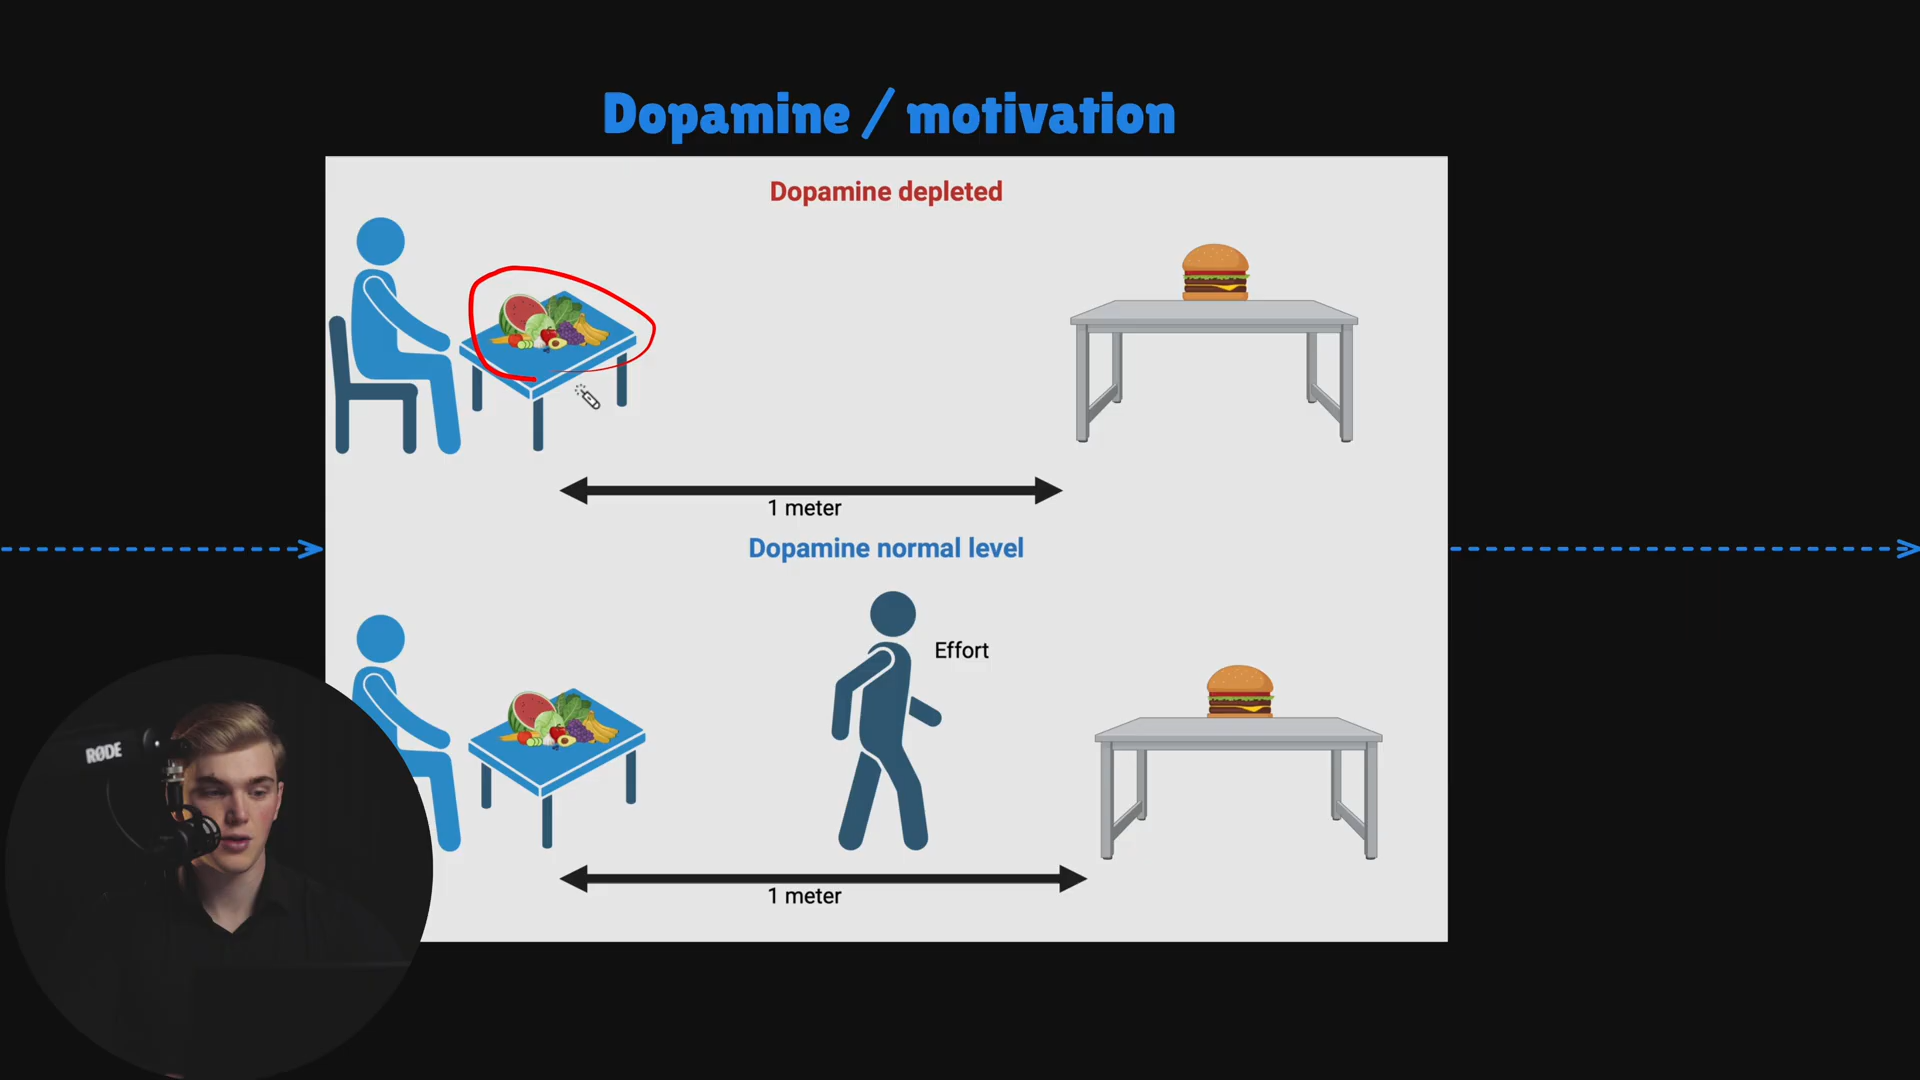 Dopamine / motivation
Dopamine depleted
1 meter
Dopamine normal level
Effort
1 meter
RØDE